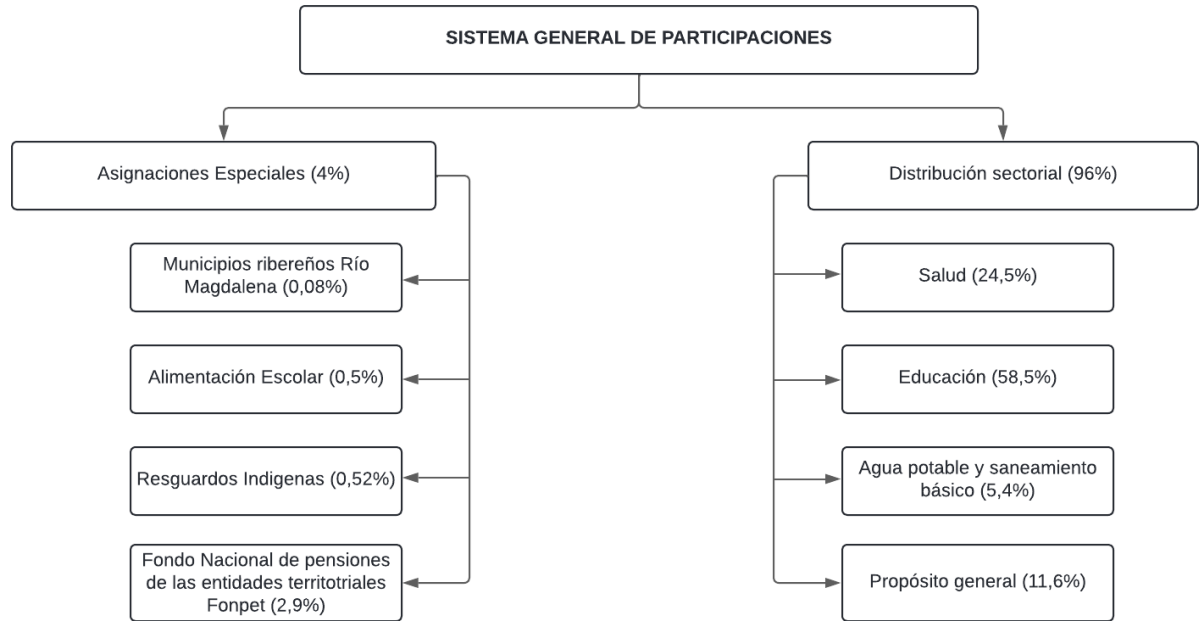 SISTEMA GENERAL DE PARTICIPACIONES
Asignaciones Especiales (4%)
Municipios ribereños Río
Magdalena (0,08%)
Alimentación Escolar (0,5%)
Resguardos Indigenas (0,52%)
Fondo Nacional de pensiones
de las entidades territotriales
Fonpet (2,9%)
Distribución sectorial (96%)
Salud (24,5%)
Educación (58,5%)
Agua potable y saneamiento
básico (5,4%)
Propósito general (11,6%)